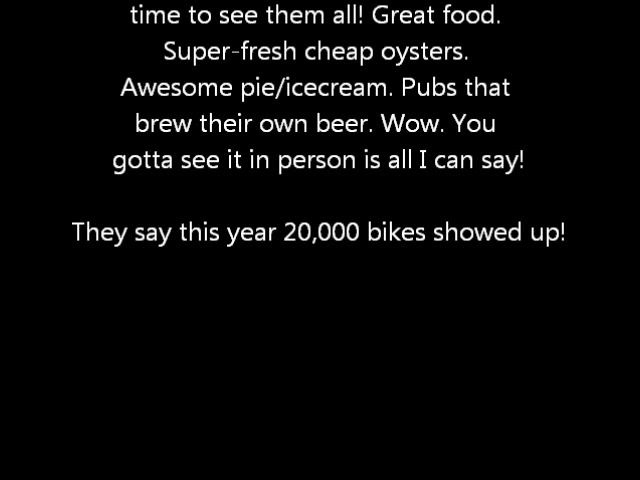 time to see them all! Great food.
Super-fresh cheap oysters.
Awesome pie/icecream. Pubs that
brew their own beer. Wow. You
gotta see it in person is all I can say!
They say this year 20,000 bikes showed up!